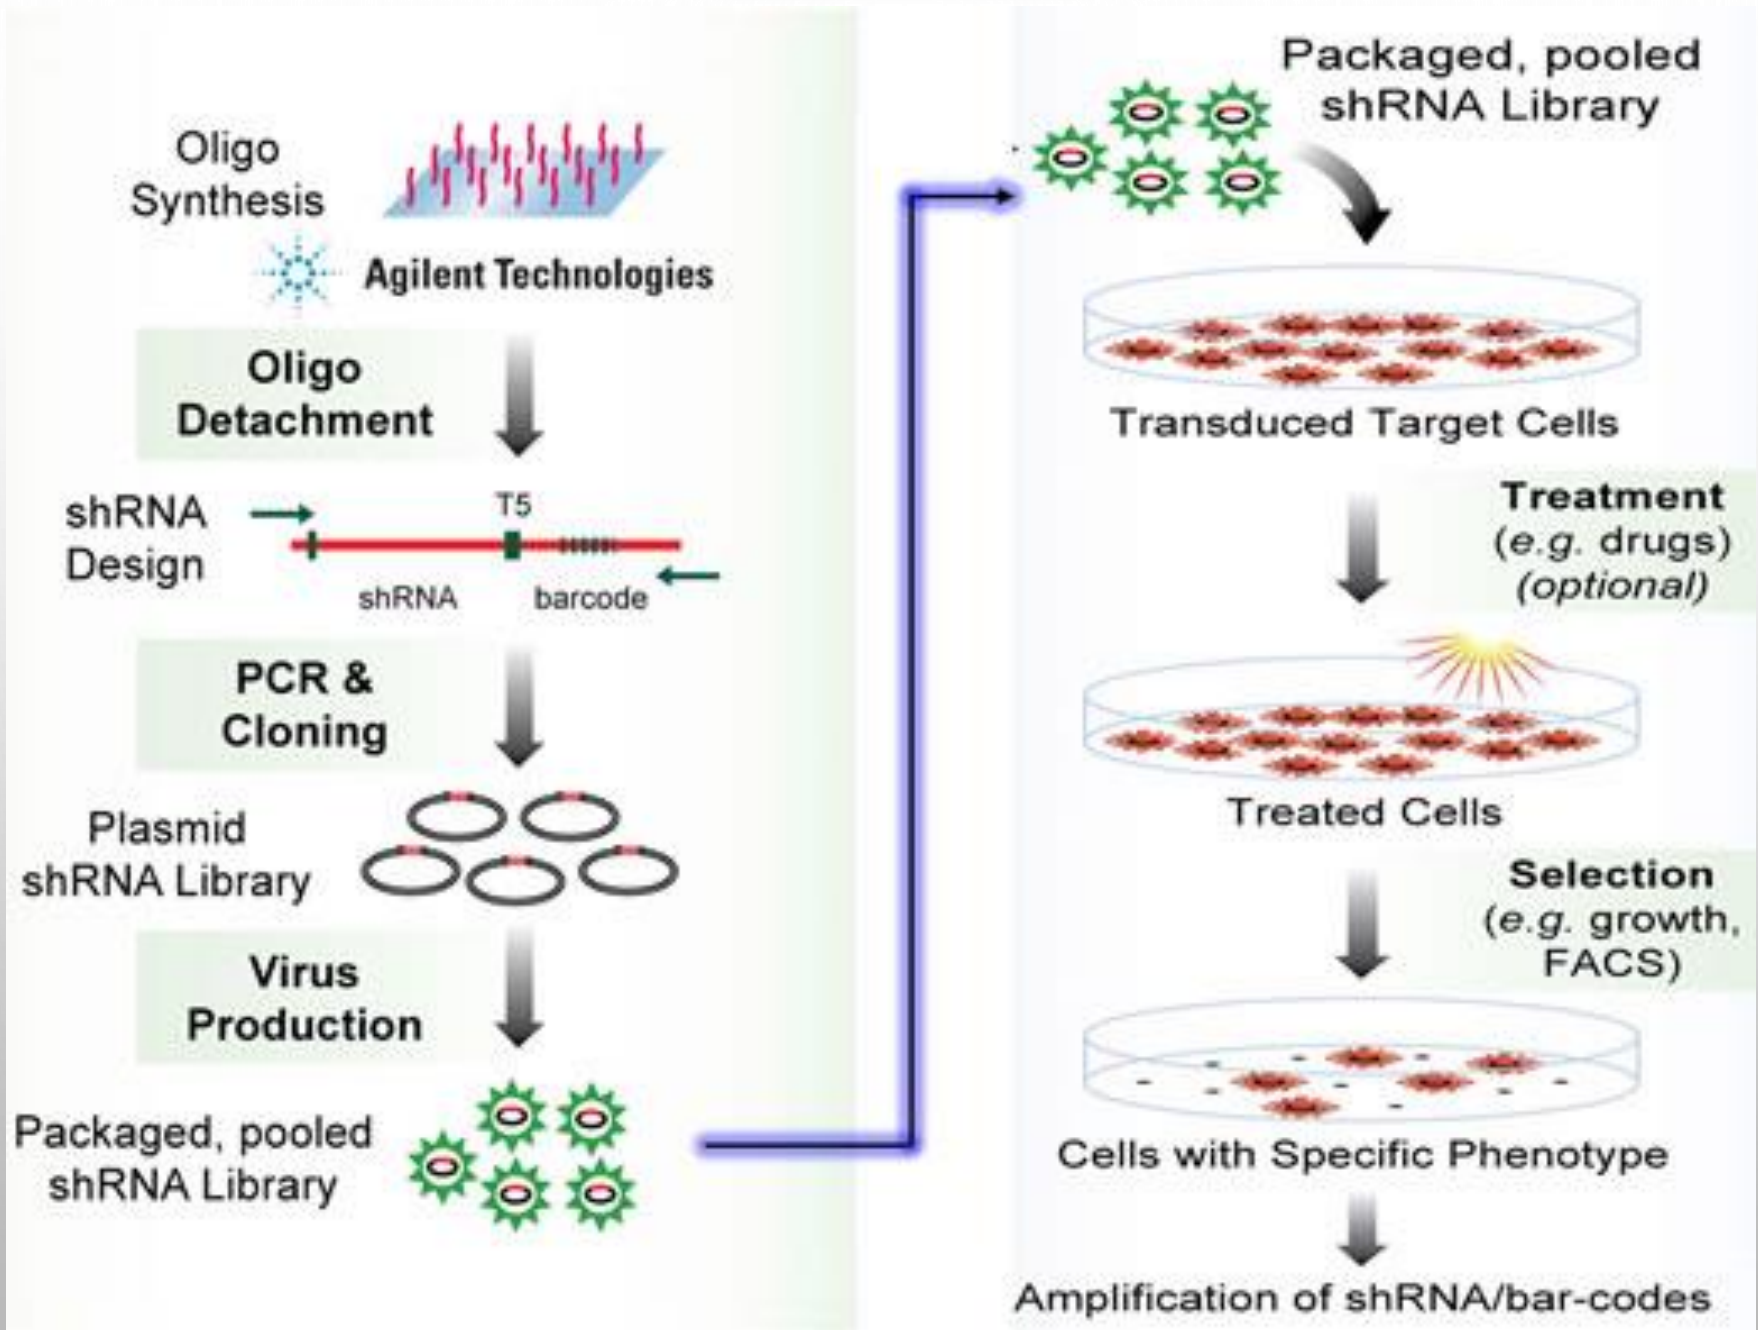 Oligo
Synthesis
Agilent Technologies
Oligo
Detachment
shRNA
Design
T5
shRNA
barcode
PCR &
Cloning
Plasmid
shRNA Library
Virus
Production
Packaged, pooled
shRNA Library
Packaged, pooled
shRNA Library
Transduced Target Cells
Treatment
(e.g. drugs)
(optional)
Treated Cells
Selection
(e.g. growth,
FACS)
Cells with Specific Phenotype
Amplification of shRNA/bar-codes